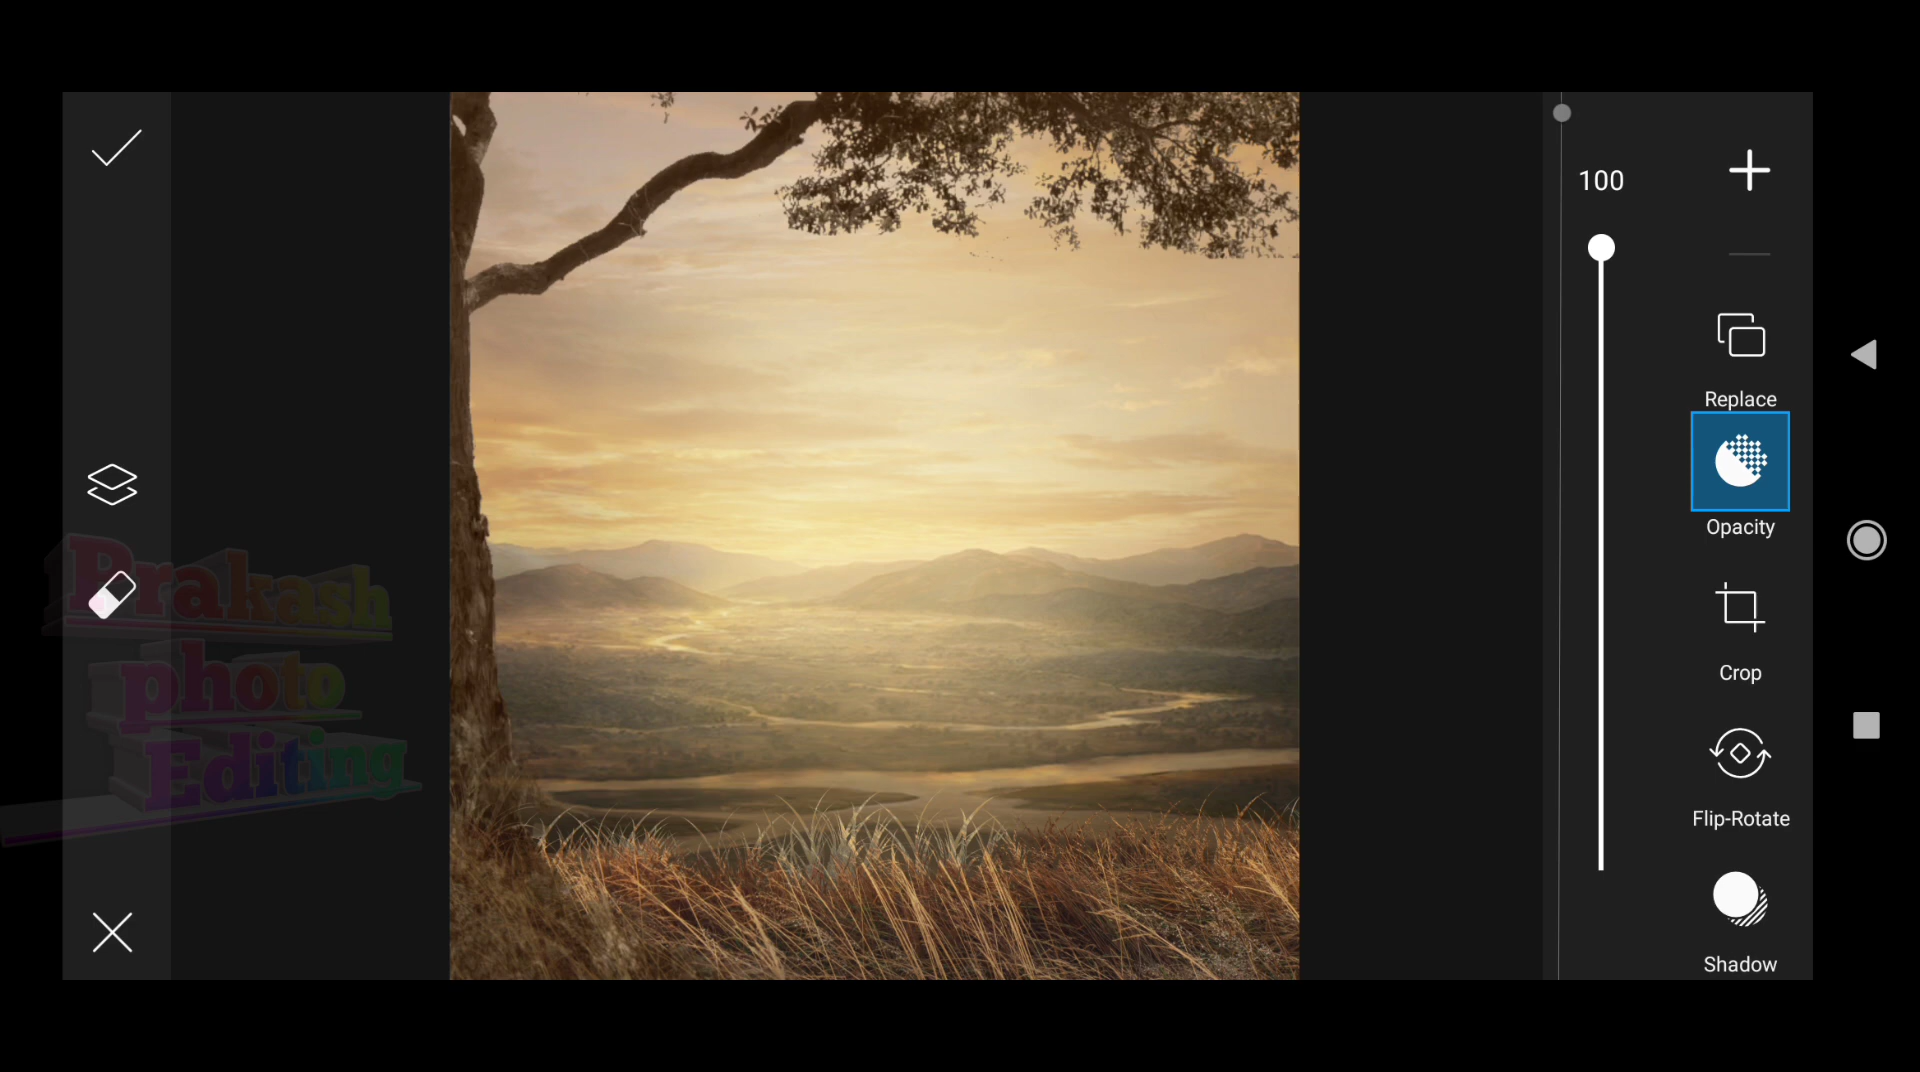 100
Replace
Opacity
Crop
Flip-Rotate
Shadow
Prakash
photo
Editing